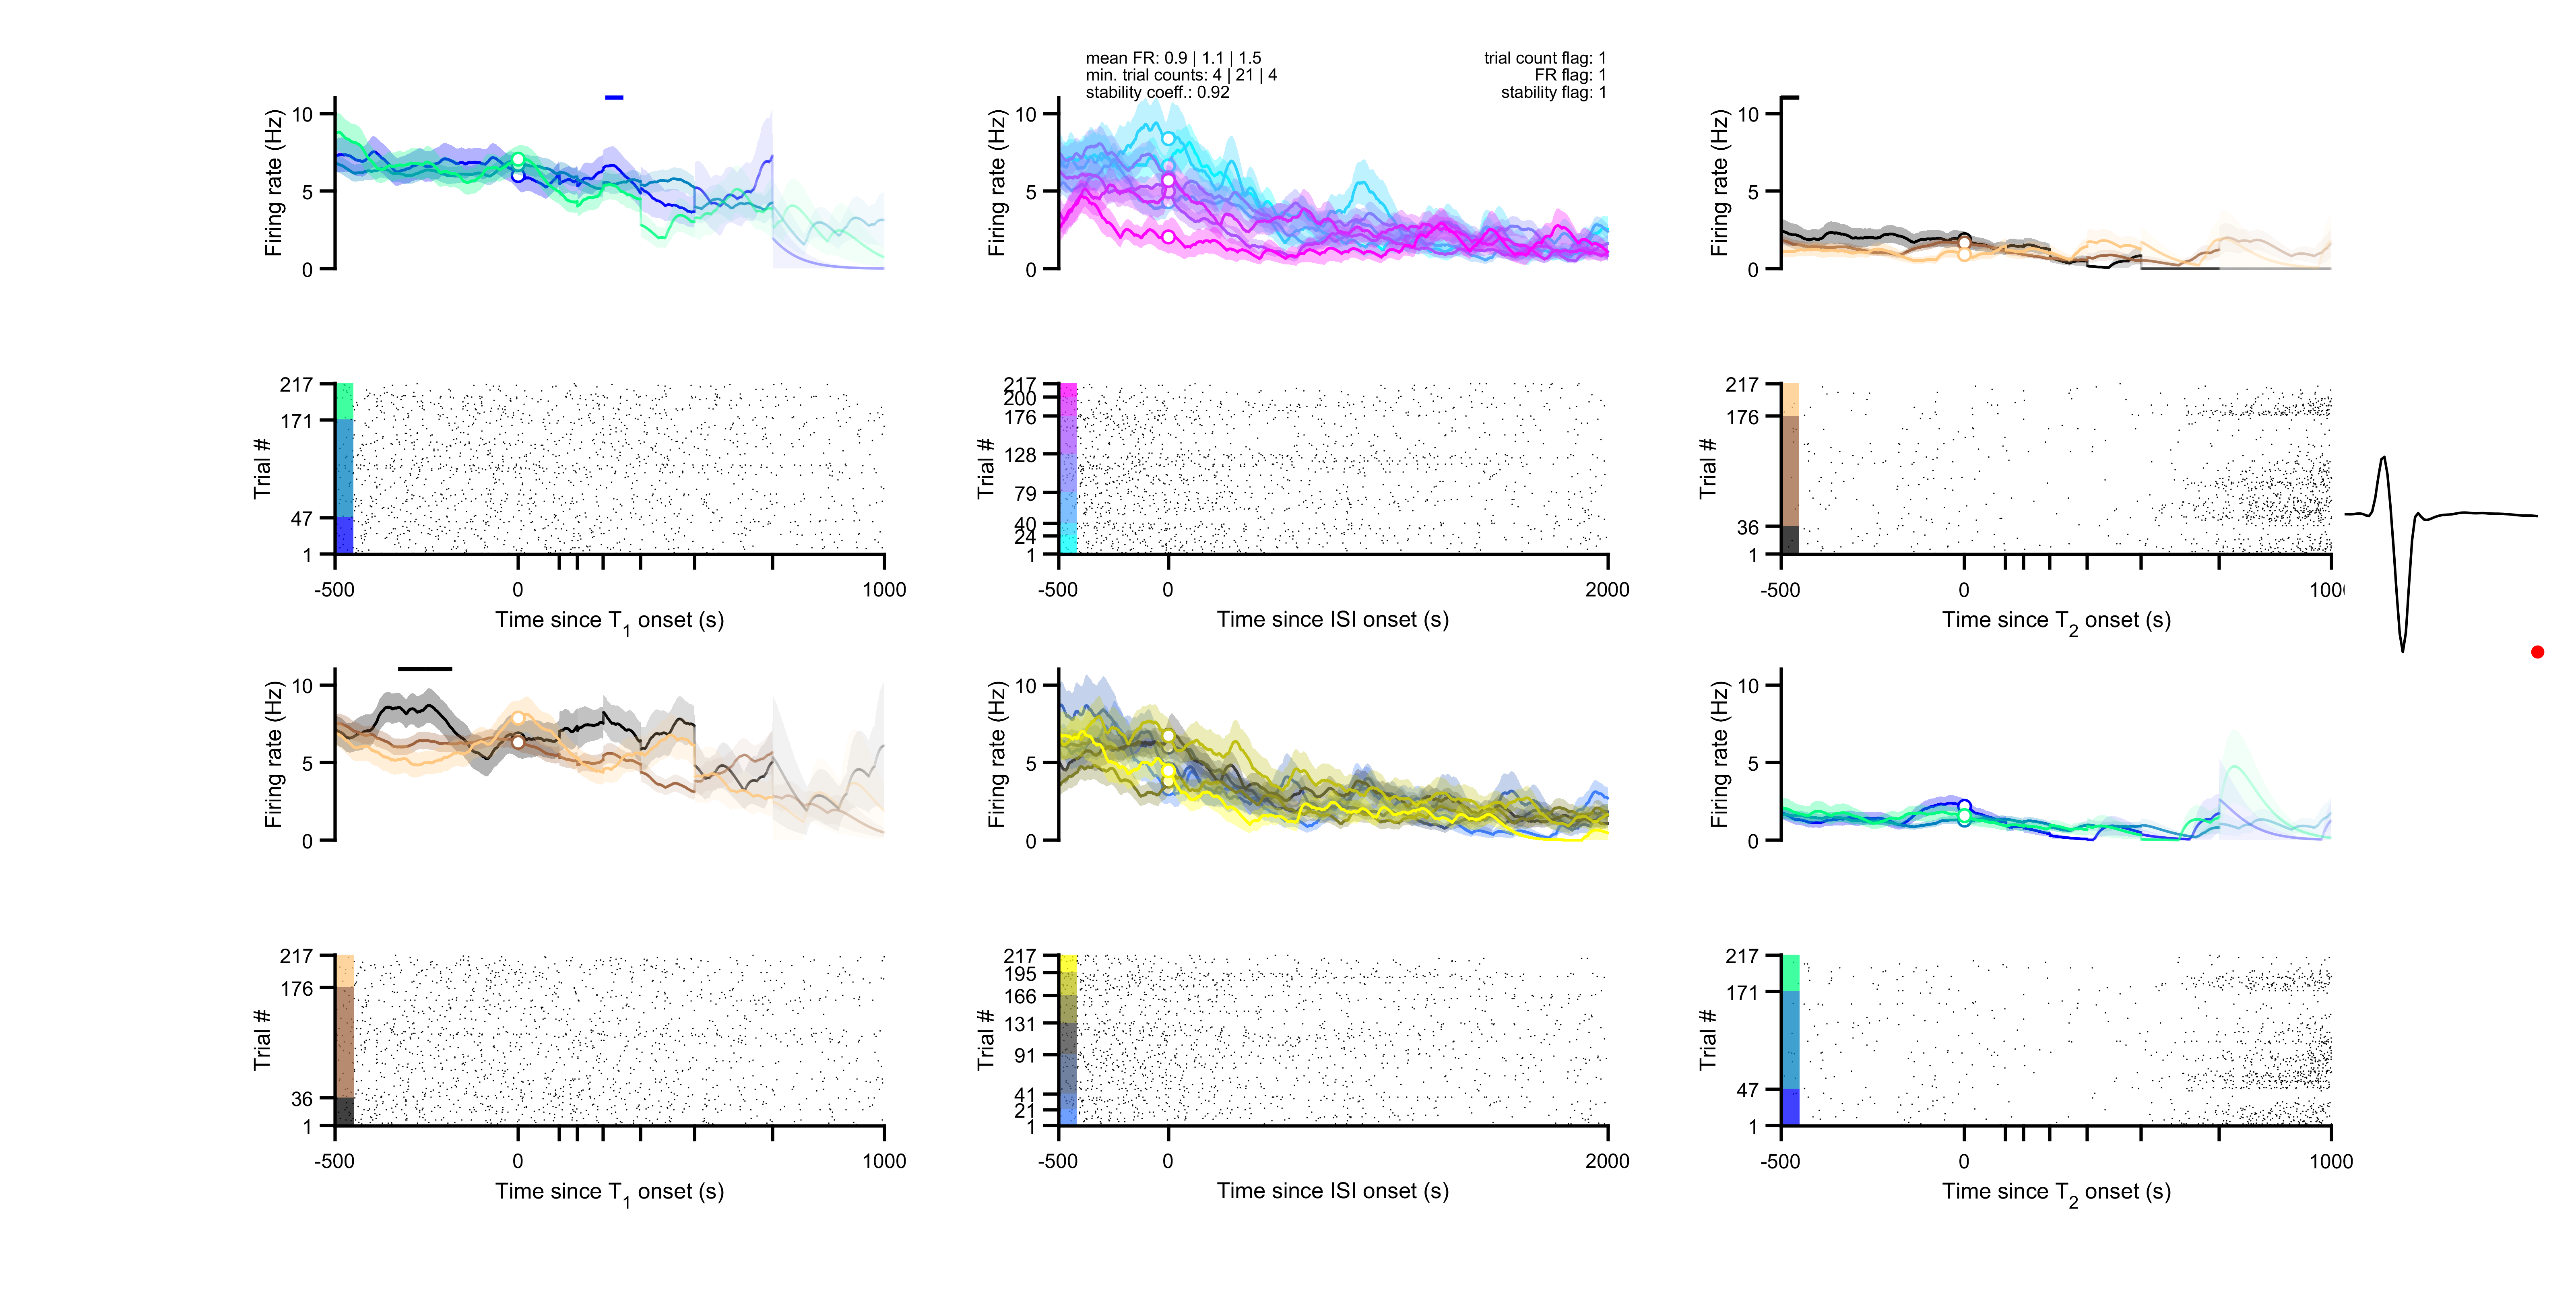 mean FR: 0.9 | 1.1 | 1.5
min. trial counts: 4 | 21 | 4
stability coeff.: 0.92
trial count flag: 1
FR flag: 1
stability flag: 1
Firing rate (Hz)
10
5
0
Firing rate (Hz)
10
5
0
Firing rate (Hz)
10
5
0
Trial #
217
171
47
1
-500
0
1000
Time since T1 onset (s)
Trial #
217
200
176
128
79
40
24
1
-500
0
2000
Time since ISI onset (s)
Trial #
217
176
36
1
-500
0
100
Time since T2 onset (s)
Firing rate (Hz)
10
5
0
Firing rate (Hz)
10
5
0
Firing rate (Hz)
10
5
0
Trial #
217
176
36
1
-500
0
1000
Time since T1 onset (s)
Trial #
217
195
166
131
91
41
21
1
-500
0
2000
Time since ISI onset (s)
Trial #
217
171
47
1
-500
0
1000
Time since T2 onset (s)